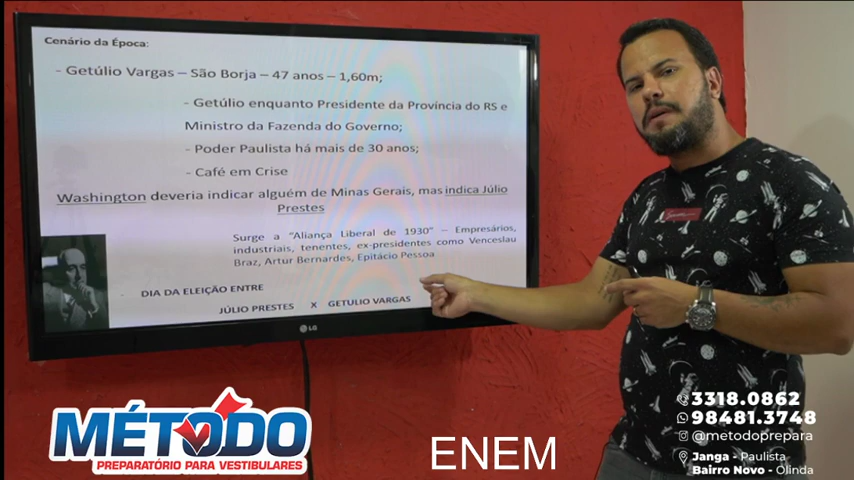 Cenário da Época:
- Getúlio Vargas – São Borja – 47 anos – 1,60m;
- Getúlio enquanto Presidente da Província do RS e
Ministro da Fazenda do Governo;
- Poder Paulista há mais de 30 anos;
- Café em Crise
Washington deveria indicar alguém de Minas Gerais, mas indica Júlio
Prestes
Surge a "Aliança Liberal de 1930" – Empresários,
industriais, tenentes, ex-presidentes como Venceslau
Braz, Artur Bernardes, Epitácio Pessoa
DIA DA ELEIÇÃO ENTRE
JÚLIO PRESTES X GETULIO VARGAS
LG
MÉTODO
PREPARATÓRIO PARA VESTIBULARES
ENEM
3318.0862
98481.3748
@metodoprepara
Janga - Paulista
Bairro Novo - Olinda